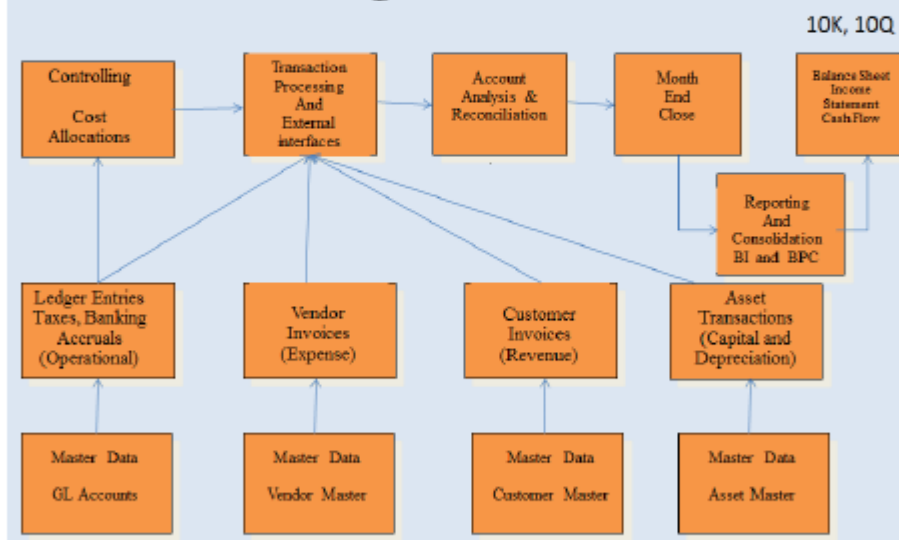 10K, 10Q
Controlling
Cost
Allocations
Transaction
Processing
And
External
interfaces
Account
Analysis &
Reconciliation
Month
End
Close
Balance Sheet
Income
Statement
Cash Flow
Reporting
And
Consolidation
BI and BPC
Ledger Entries
Taxes, Banking
Accruals
(Operational)
Vendor
Invoices
(Expense)
Customer
Invoices
(Revenue)
Asset
Transactions
(Capital and
Depreciation)
Master Data
GL Accounts
Master Data
Vendor Master
Master Data
Customer Master
Master Data
Asset Master